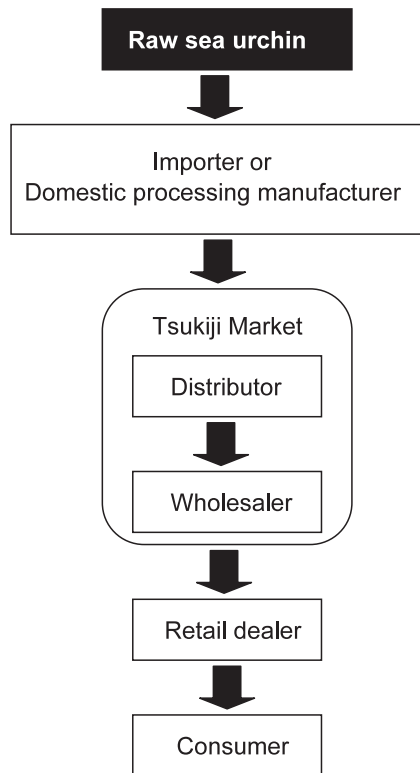 Raw sea urchin
Importer or
Domestic processing manufacturer
Tsukiji Market
Distributor
Wholesaler
Retail dealer
Consumer